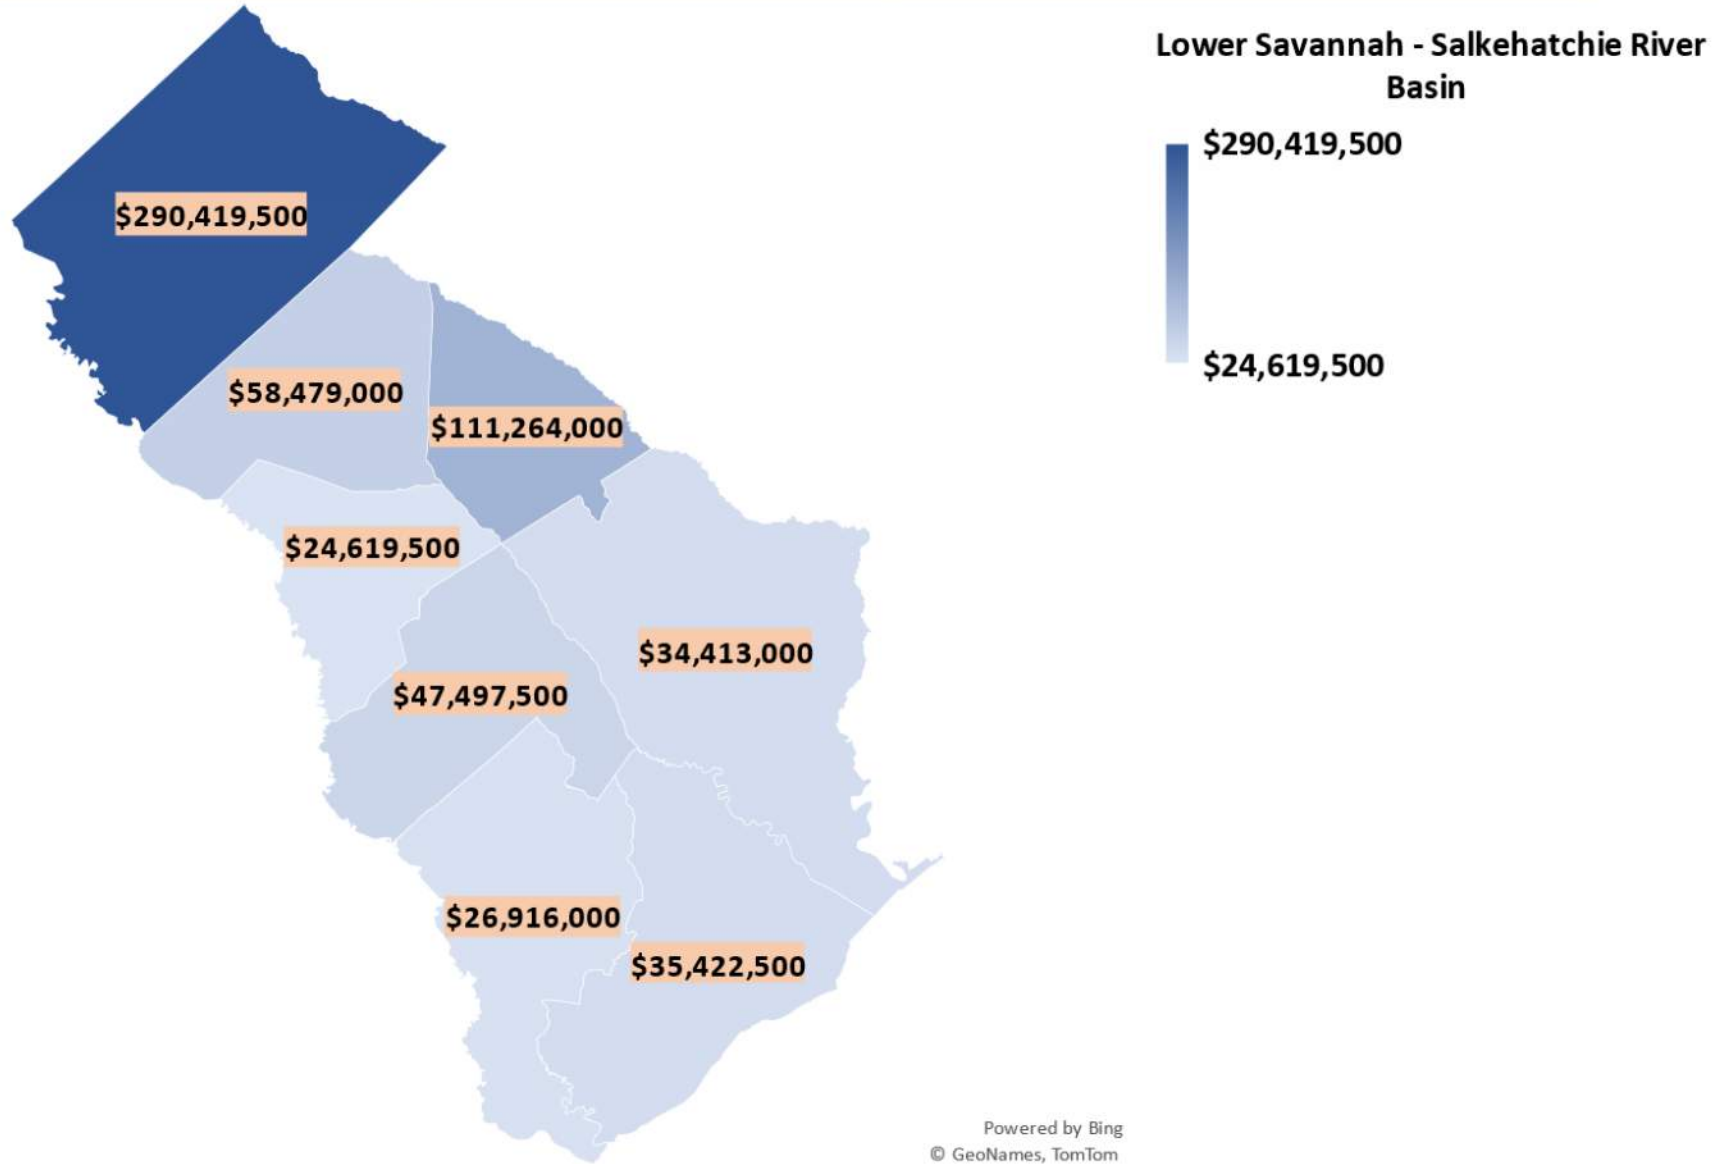 Lower Savannah - Salkehatchie River
Basin
$290,419,500
$24,619,500
$290,419,500
$58,479,000
$111,264,000
$24,619,500
$34,413,000
$47,497,500
$26,916,000
$35,422,500
Powered by Bing
© GeoNames, TomTom